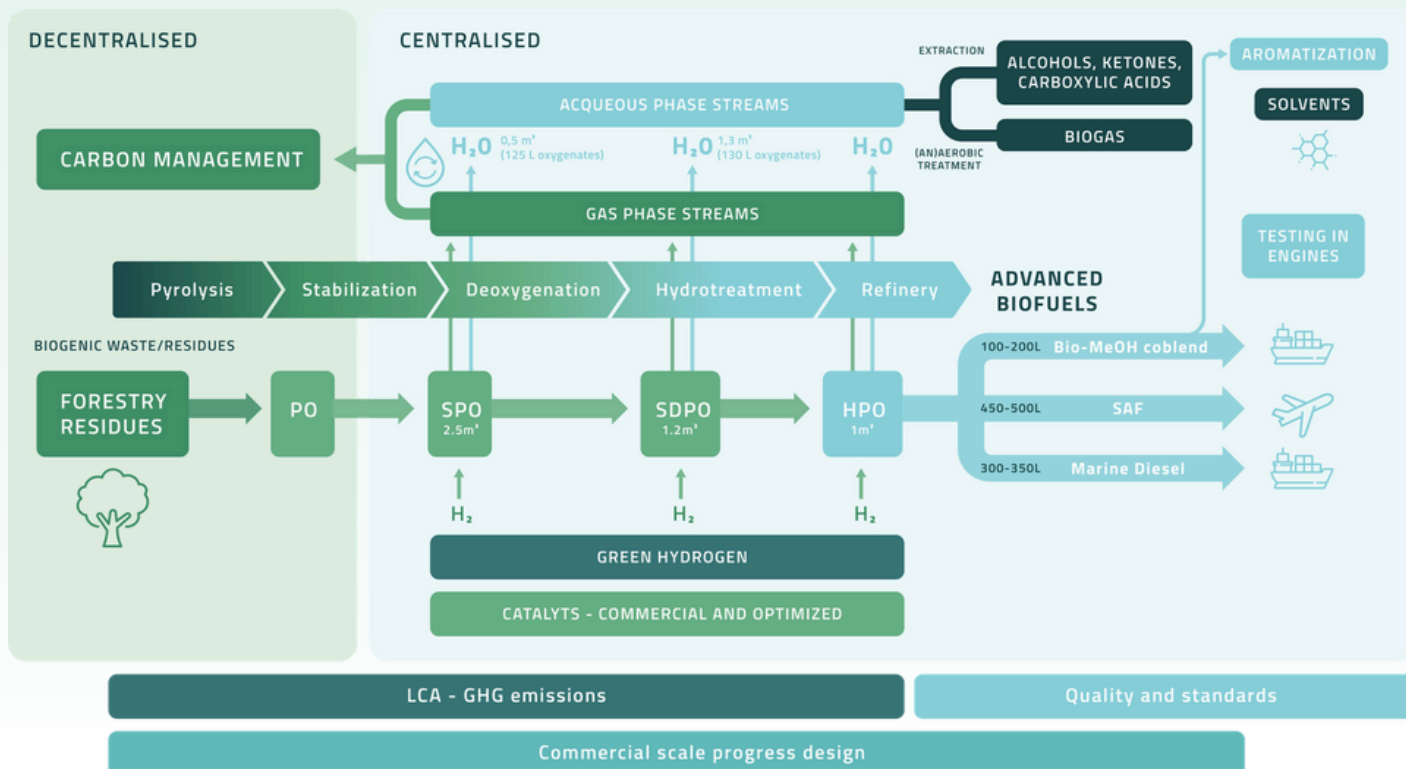 DECENTRALISED
CENTRALISED
CARBON MANAGEMENT
ACQUEOUS PHASE STREAMS
EXTRACTION
ALCOHOLS, KETONES,
CARBOXYLIC ACIDS
BIOGAS
(AN)AEROBIC
TREATMENT
AROMATIZATION
SOLVENTS
TESTING IN
ENGINES
H₂O 0,5 m³
(125 L oxygenates)
H₂O 1,3 m³
(130 L oxygenates)
H₂O
GAS PHASE STREAMS
Pyrolysis
Stabilization
Deoxygenation
Hydrotreatment
Refinery
ADVANCED
BIOFUELS
BIOGENIC WASTE/RESIDUES
FORESTRY
RESIDUES
PO
SPO
2.5m³
SDPO
1.2m³
HPO
1m³
100-200L Bio-MeOH coblend
450-500L SAF
300-350L Marine Diesel
H₂
H₂
H₂
GREEN HYDROGEN
CATALYTS - COMMERCIAL AND OPTIMIZED
LCA - GHG emissions
Quality and standards
Commercial scale progress design